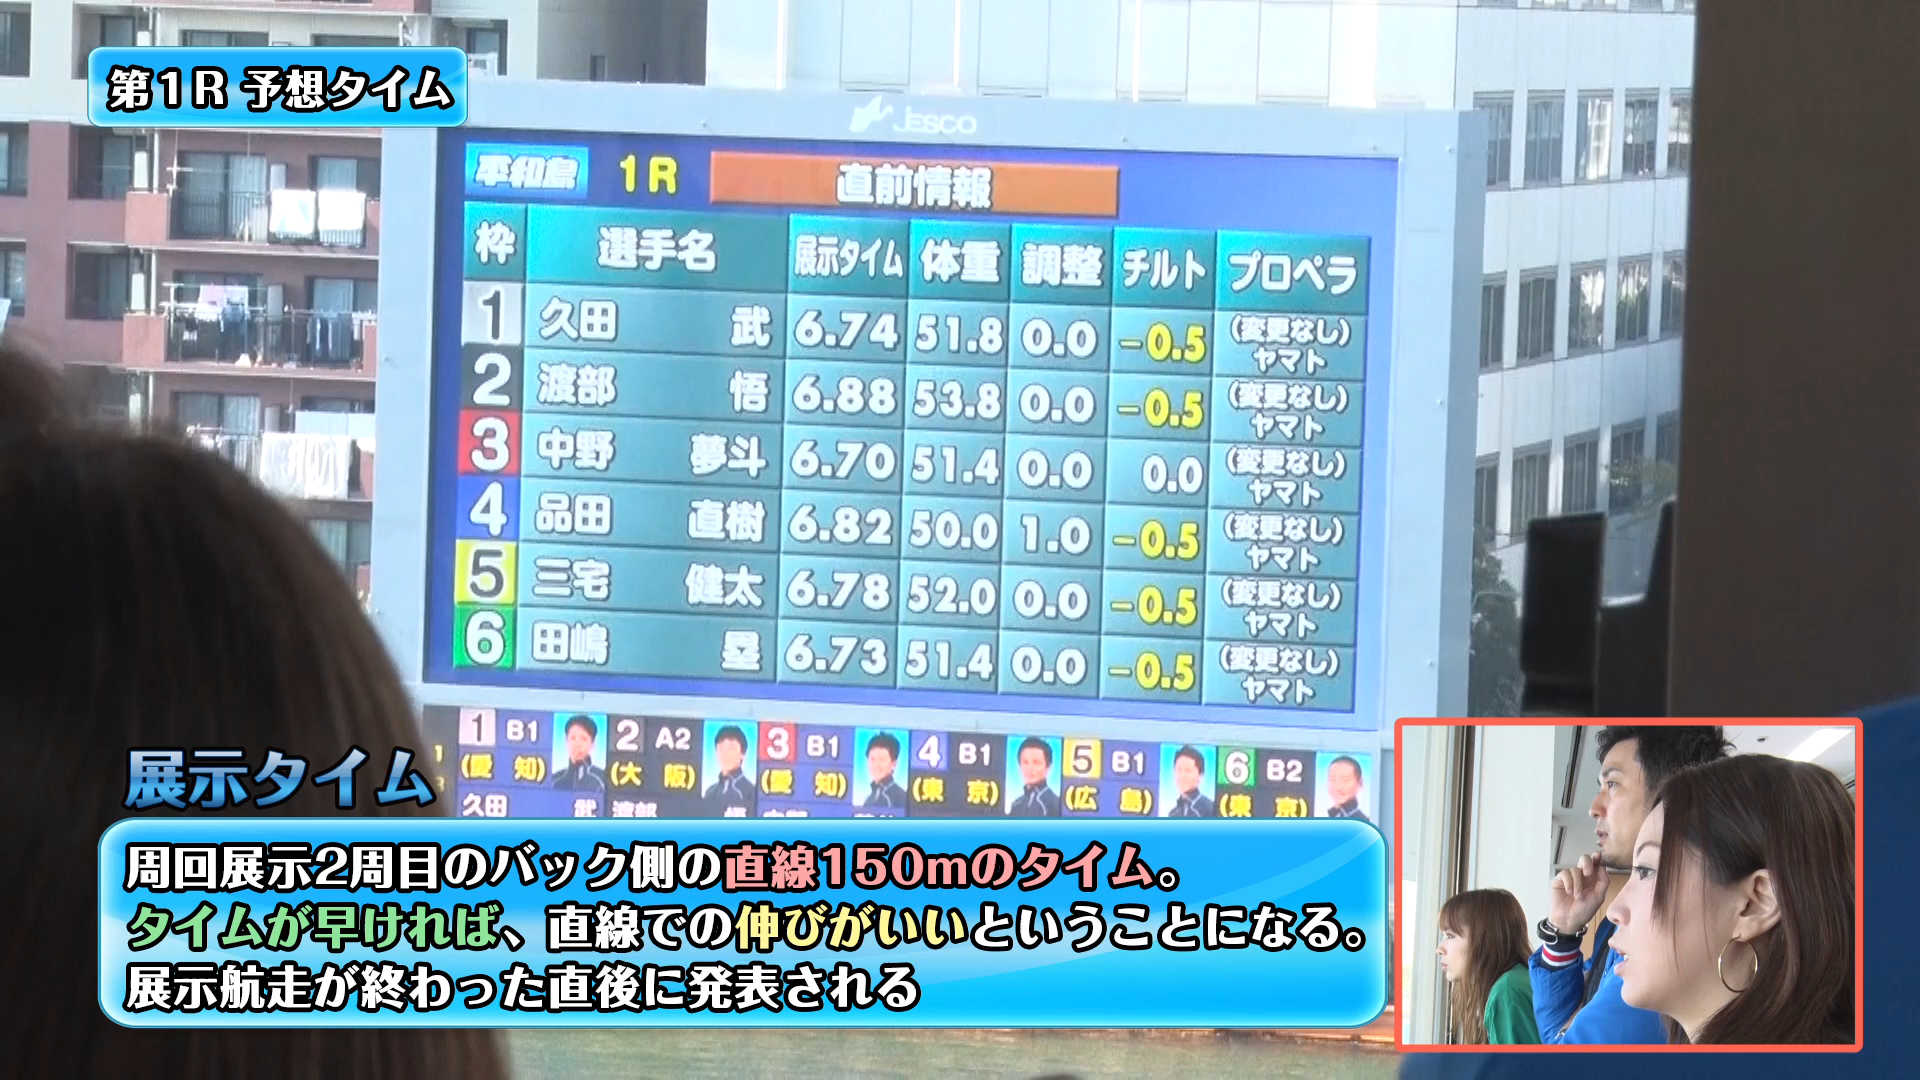 第1R 予想タイム
JESCO
平和島 1R 直前情報
枠 選手名 展示タイム 体重 調整 チルト プロペラ
1 久田 武 6.74 51.8 0.0 -0.5 (変更なし) ヤマト
2 渡部 悟 6.88 53.8 0.0 -0.5 (変更なし) ヤマト
3 中野 夢斗 6.70 51.4 0.0 0.0 (変更なし) ヤマト
4 品田 直樹 6.82 50.0 1.0 -0.5 (変更なし) ヤマト
5 三宅 健太 6.78 52.0 0.0 -0.5 (変更なし) ヤマト
6 田嶋 塁 6.73 51.4 0.0 -0.5 (変更なし) ヤマト
1 B1 2 A2 3 B1 4 B1 5 B1 6 B2
(愛 知) (大 阪) (愛 知) (東 京) (広 島) (東 京)
久田 武 渡部
展示タイム
周回展示2周目のバック側の直線150mのタイム。
タイムが早ければ、直線での伸びがいいということになる。
展示航走が終わった直後に発表される